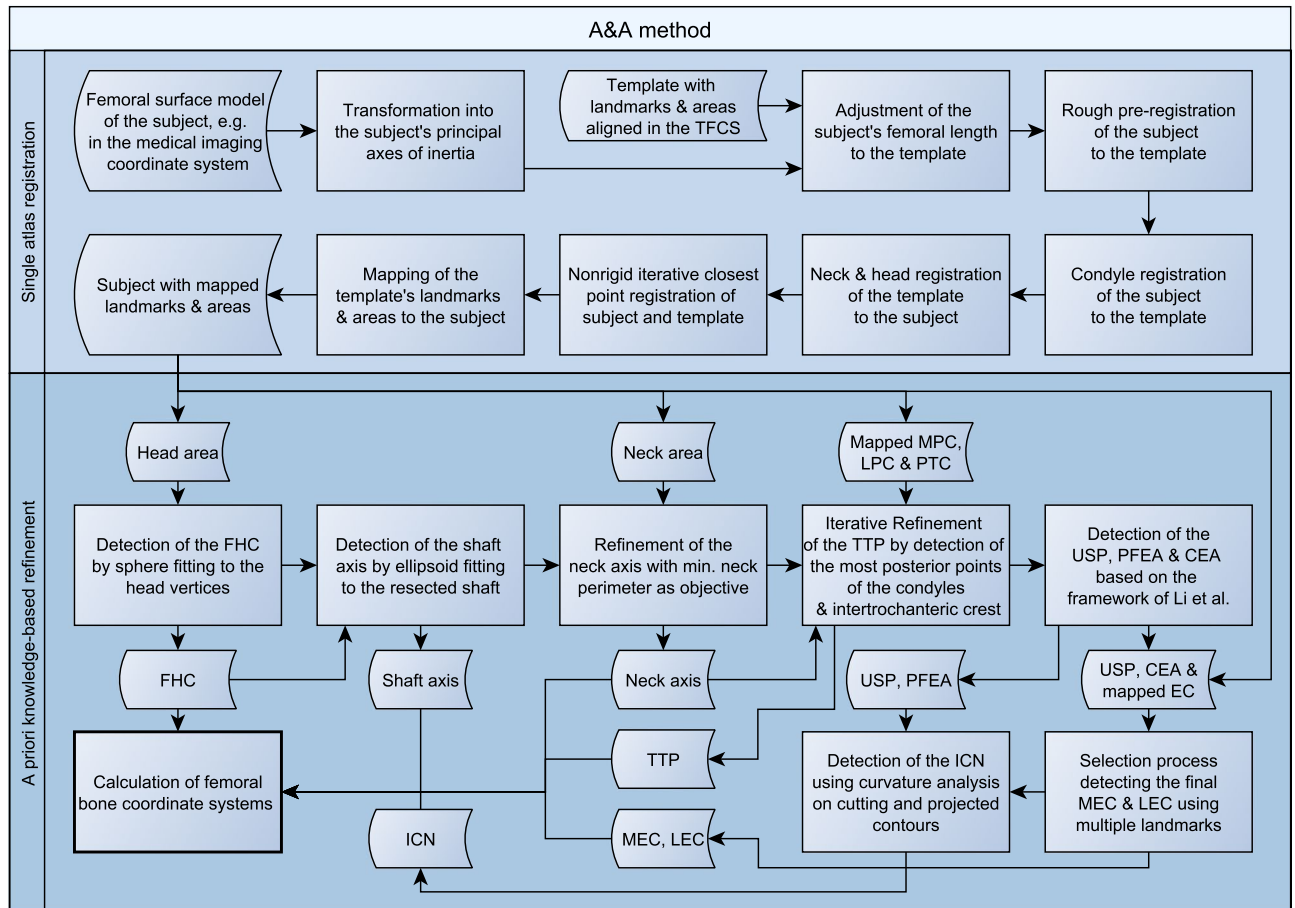 A&A method
Single atlas registration
Femoral surface model
of the subject, e.g.
in the medical imaging
coordinate system
Transformation into
the subject's principal
axes of inertia
Template with
landmarks & areas
aligned in the TFCS
Adjustment of the
subject's femoral length
to the template
Rough pre-registration
of the subject
to the template
Subject with mapped
landmarks & areas
Mapping of the
template's landmarks
& areas to the subject
Nonrigid iterative closest
point registration of
subject and template
Neck & head registration
of the template
to the subject
Condyle registration
of the subject
to the template
A priori knowledge-based refinement
Head area
Neck area
Mapped MPC,
LPC & PTC
Detection of the FHC
by sphere fitting to the
head vertices
Detection of the shaft
axis by ellipsoid fitting
to the resected shaft
Refinement of the
neck axis with min. neck
perimeter as objective
Iterative Refinement
of the TTP by detection of
the most posterior points
of the condyles
& intertrochanteric crest
Detection of the
USP, PFEA & CEA
based on the
framework of Li et al.
FHC
Shaft axis
Neck axis
USP, PFEA
USP, CEA &
mapped EC
Calculation of femoral
bone coordinate systems
ICN
TTP
MEC, LEC
Detection of the ICN
using curvature analysis
on cutting and projected
contours
Selection process
detecting the final
MEC & LEC using
multiple landmarks